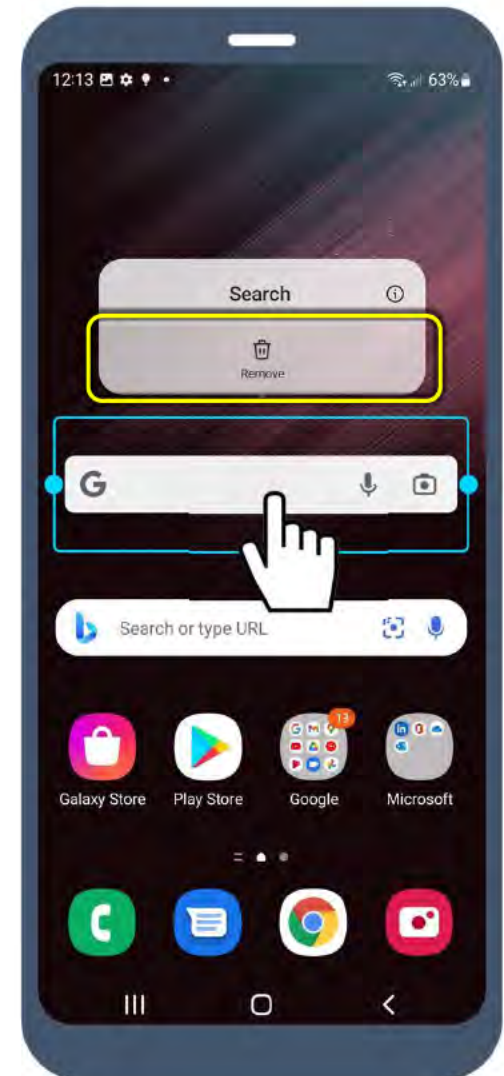 12:13
63%
Search
Remove
G
Search or type URL
13
Galaxy Store Play Store Google Microsoft